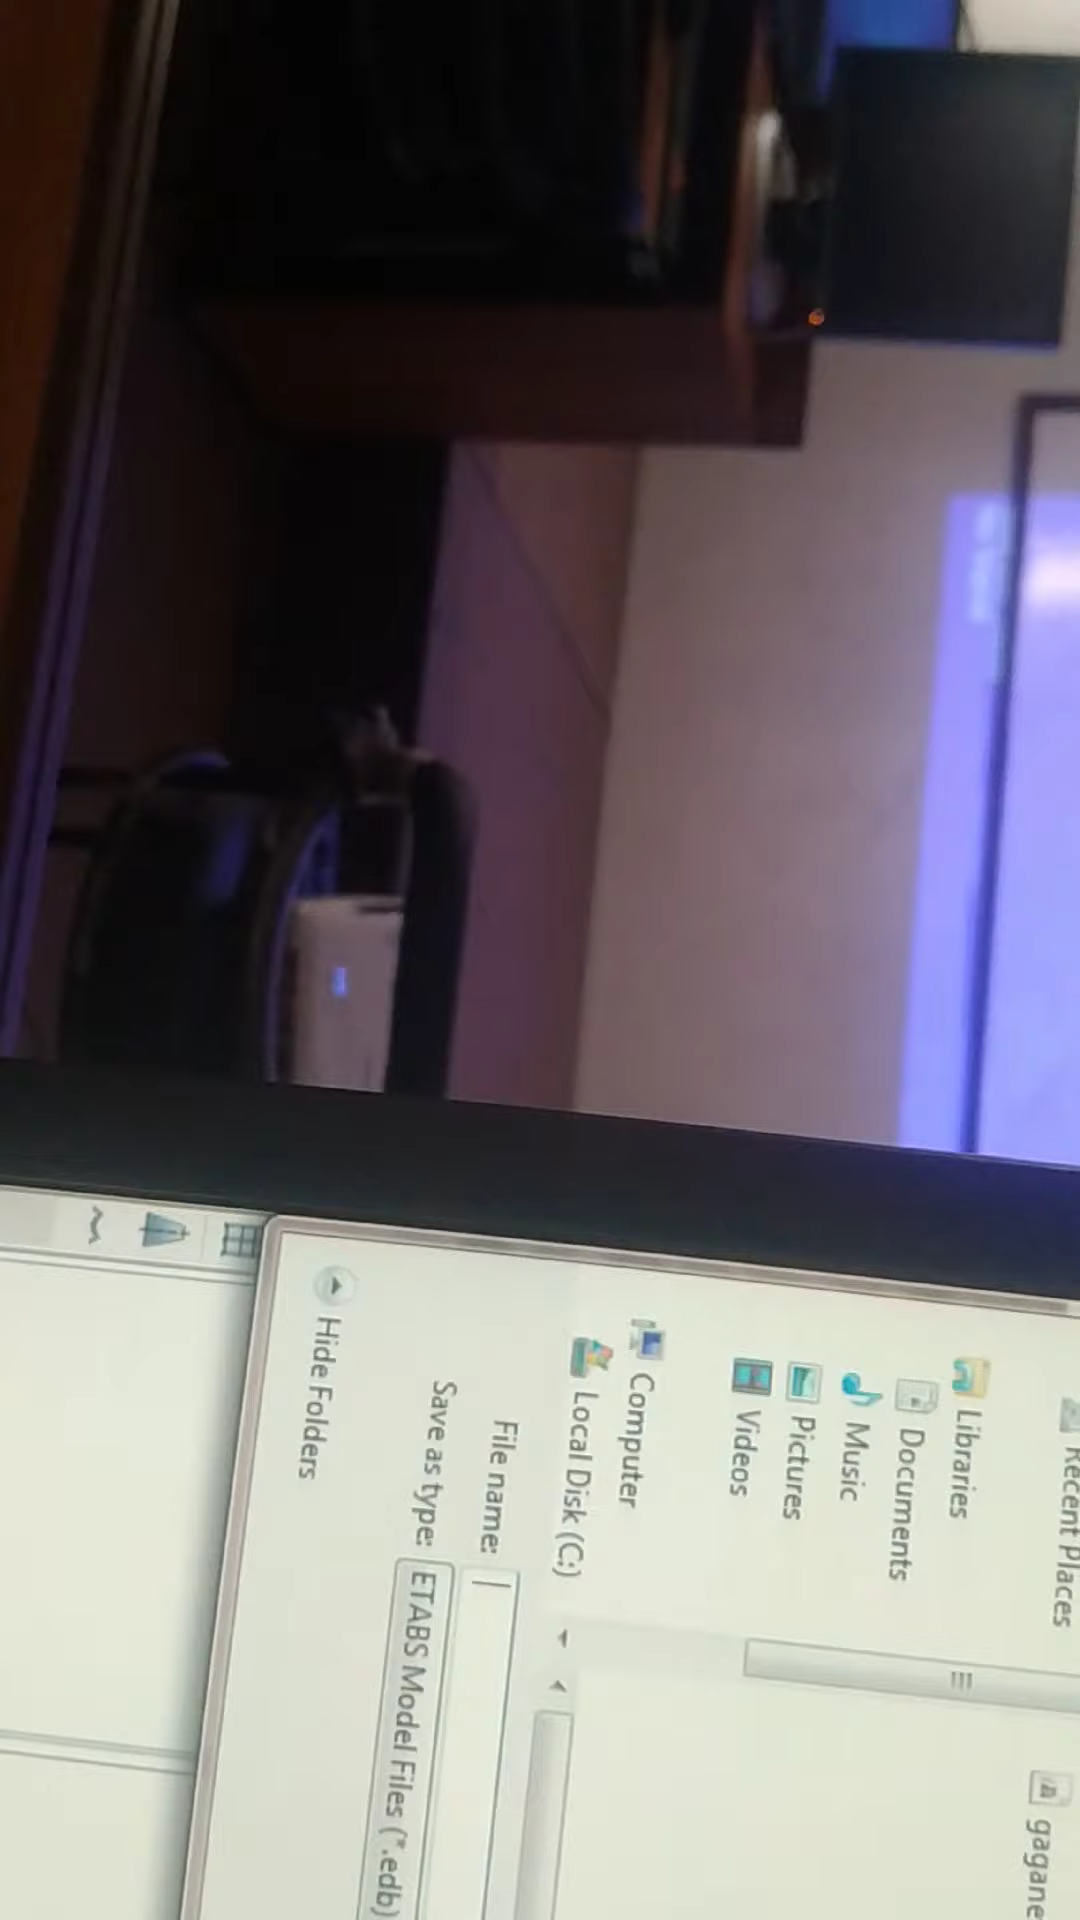 Recent Places
Libraries
Documents
Music
Pictures
Videos
Computer
Local Disk (C:)
gagane
File name:
Save as type: ETABS Model Files (*.edb)
Hide Folders